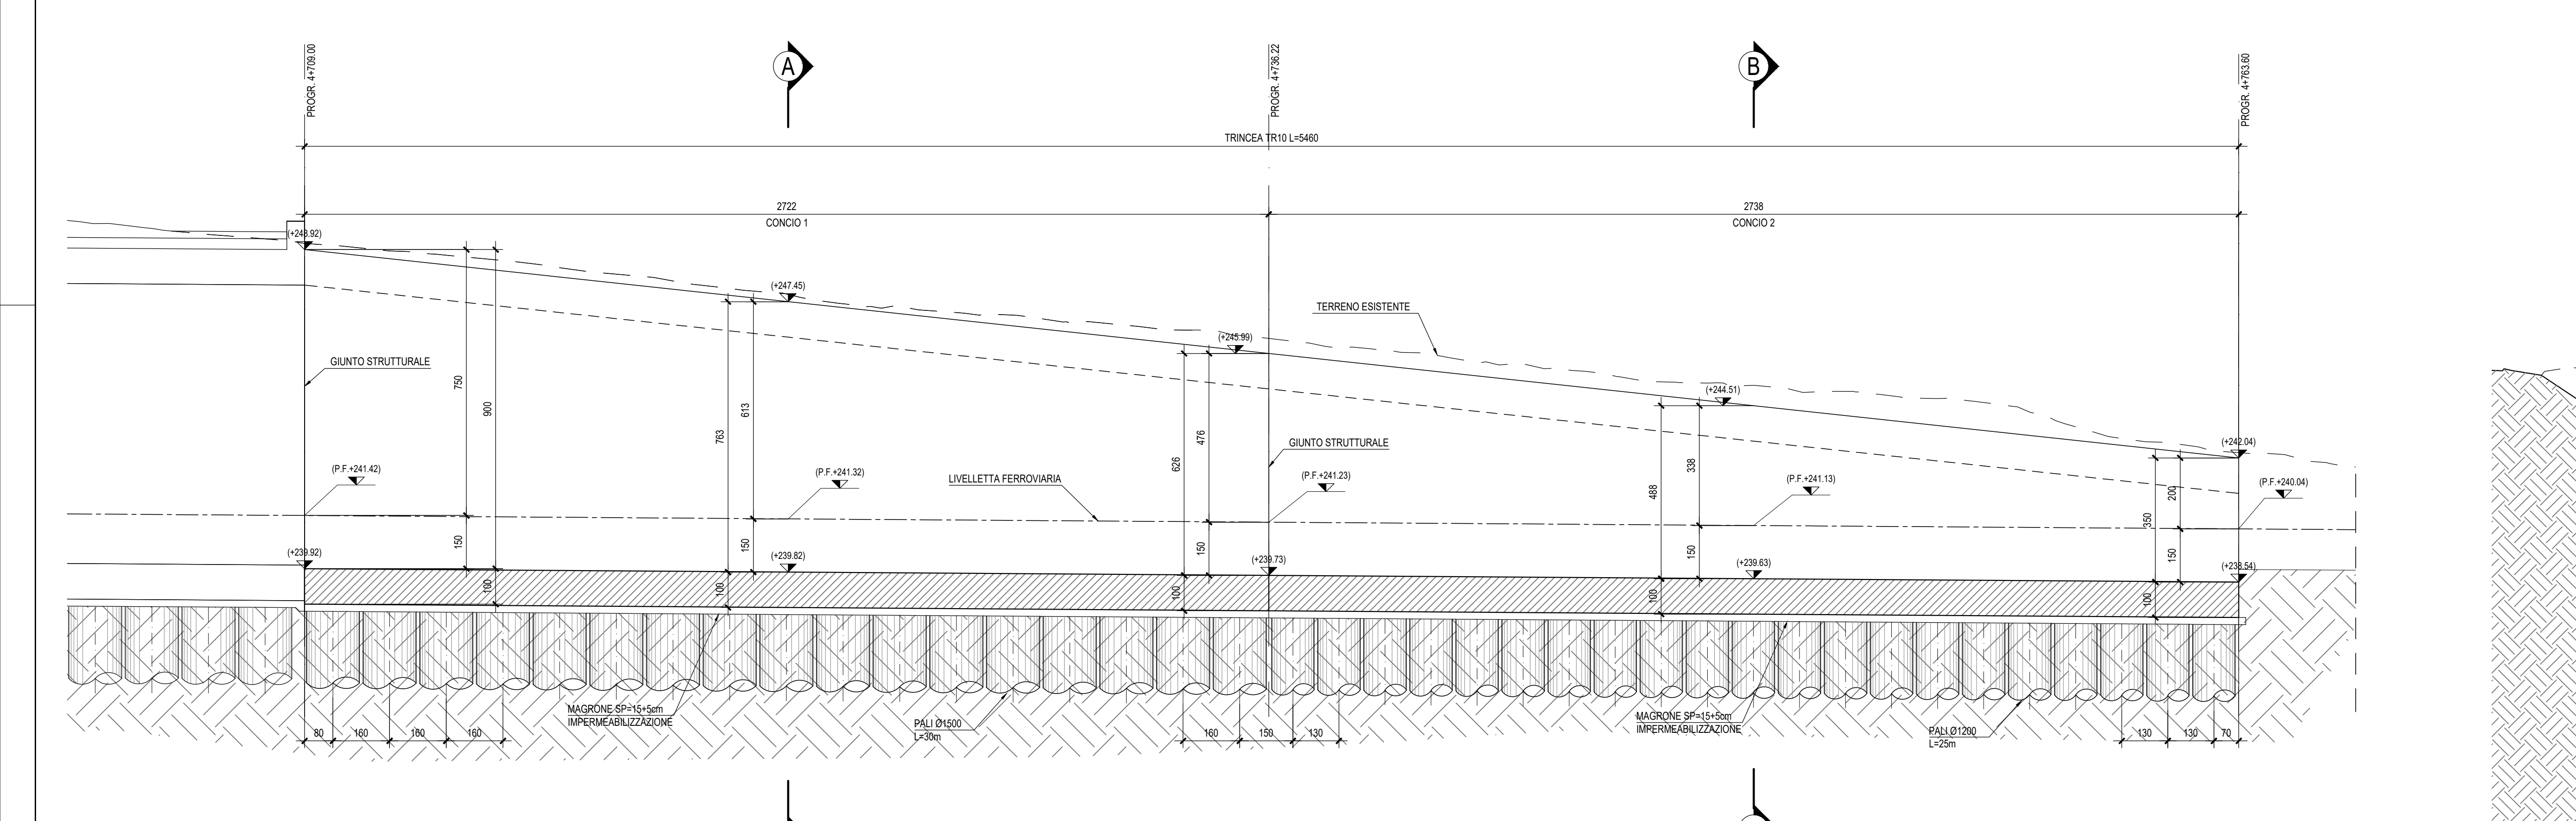 PROGR. 4+709.00
A
PROGR. 4+736.22
B
PROGR. 4+763.60
TRINCEA TR10 L=5460
2722
CONCIO 1
2738
CONCIO 2
(+248.92)
(+247.45)
(+245.99)
TERRENO ESISTENTE
(+244.51)
(+242.04)
GIUNTO STRUTTURALE
750
900
763
613
626
476
GIUNTO STRUTTURALE
488
338
350
200
(P.F.+241.42)
(P.F.+241.32)
LIVELLETTA FERROVIARIA
(P.F.+241.23)
(P.F.+241.13)
(P.F.+240.04)
150
150
150
150
150
(+239.92)
(+239.82)
(+239.73)
(+239.63)
(+238.54)
100
100
100
100
100
MAGRONE SP=15+5cm
IMPERMEABILIZZAZIONE
PALI Ø1500
L=30m
MAGRONE SP=15+5cm
IMPERMEABILIZZAZIONE
PALI Ø1200
L=25m
80
160
160
160
160
150
130
130
130
70